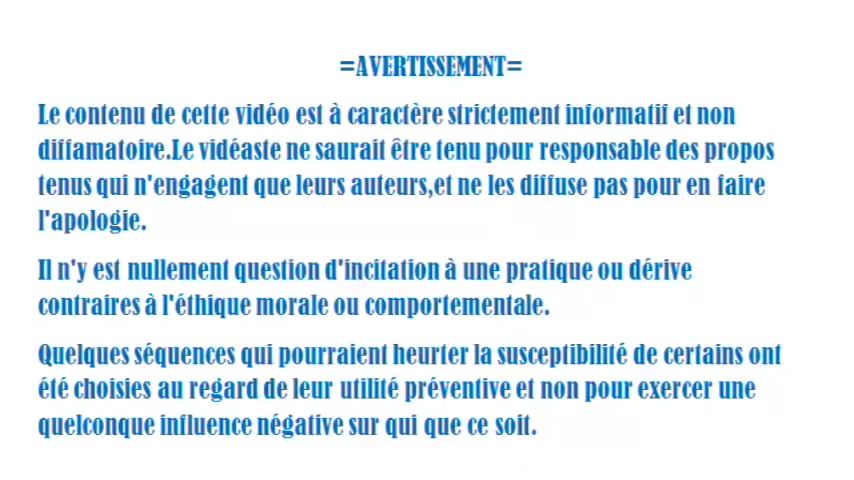 =AVERTISSEMENT=
Le contenu de cette vidéo est à caractère strictement informatif et non
diffamatoire.Le vidéaste ne saurait être tenu pour responsable des propos
tenus qui n'engagent que leurs auteurs,et ne les diffuse pas pour en faire
l'apologie.
Il n'y est nullement question d'incitation à une pratique ou dérive
contraires à l'éthique morale ou comportementale.
Quelques séquences qui pourraient heurter la susceptibilité de certains ont
été choisies au regard de leur utilité préventive et non pour exercer une
quelconque influence négative sur qui que ce soit.